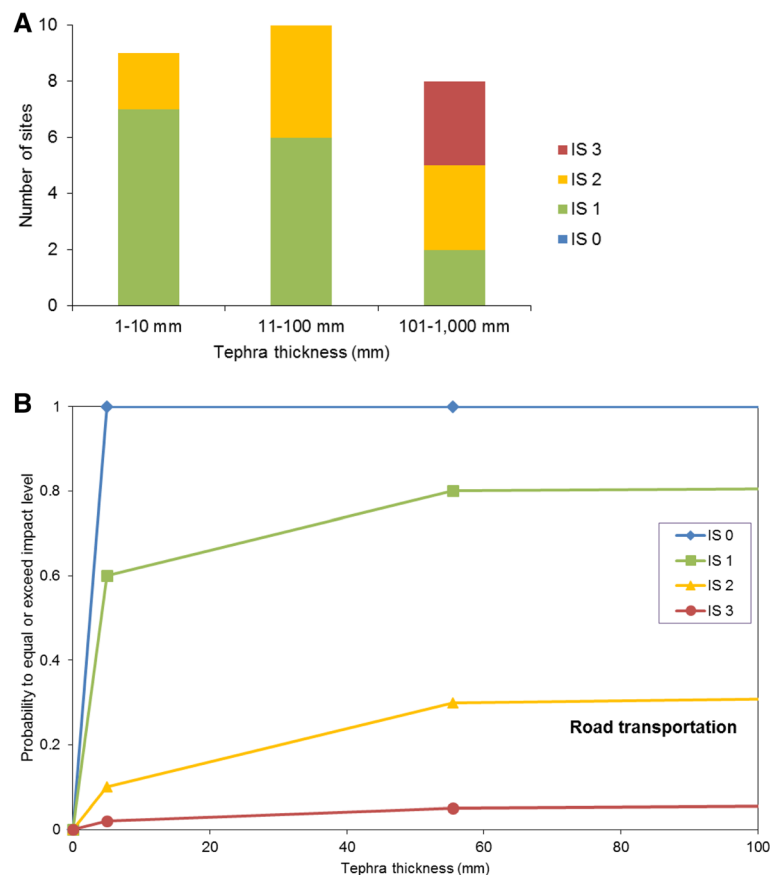 A
10
8
6
4
2
0
Number of sites
1-10 mm
11-100 mm
101-1,000 mm
Tephra thickness (mm)
IS 3
IS 2
IS 1
IS 0
B
1
0.8
0.6
0.4
0.2
0
Probability to equal or exceed impact level
IS 0
IS 1
IS 2
IS 3
Road transportation
0
20
40
60
80
100
Tephra thickness (mm)